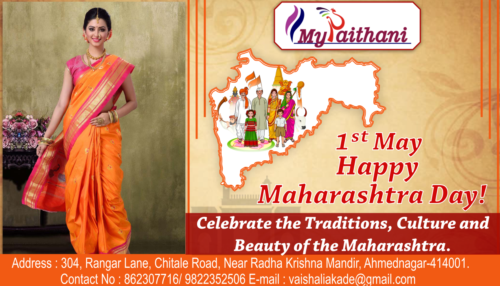 MyPaithani
1st May
Happy
Maharashtra Day!
Celebrate the Traditions, Culture and
Beauty of the Maharashtra.
Address : 304, Rangar Lane, Chitale Road, Near Radha Krishna Mandir, Ahmednagar-414001.
Contact No : 862307716/ 9822352506 E-mail : vaishaliakade@gmail.com